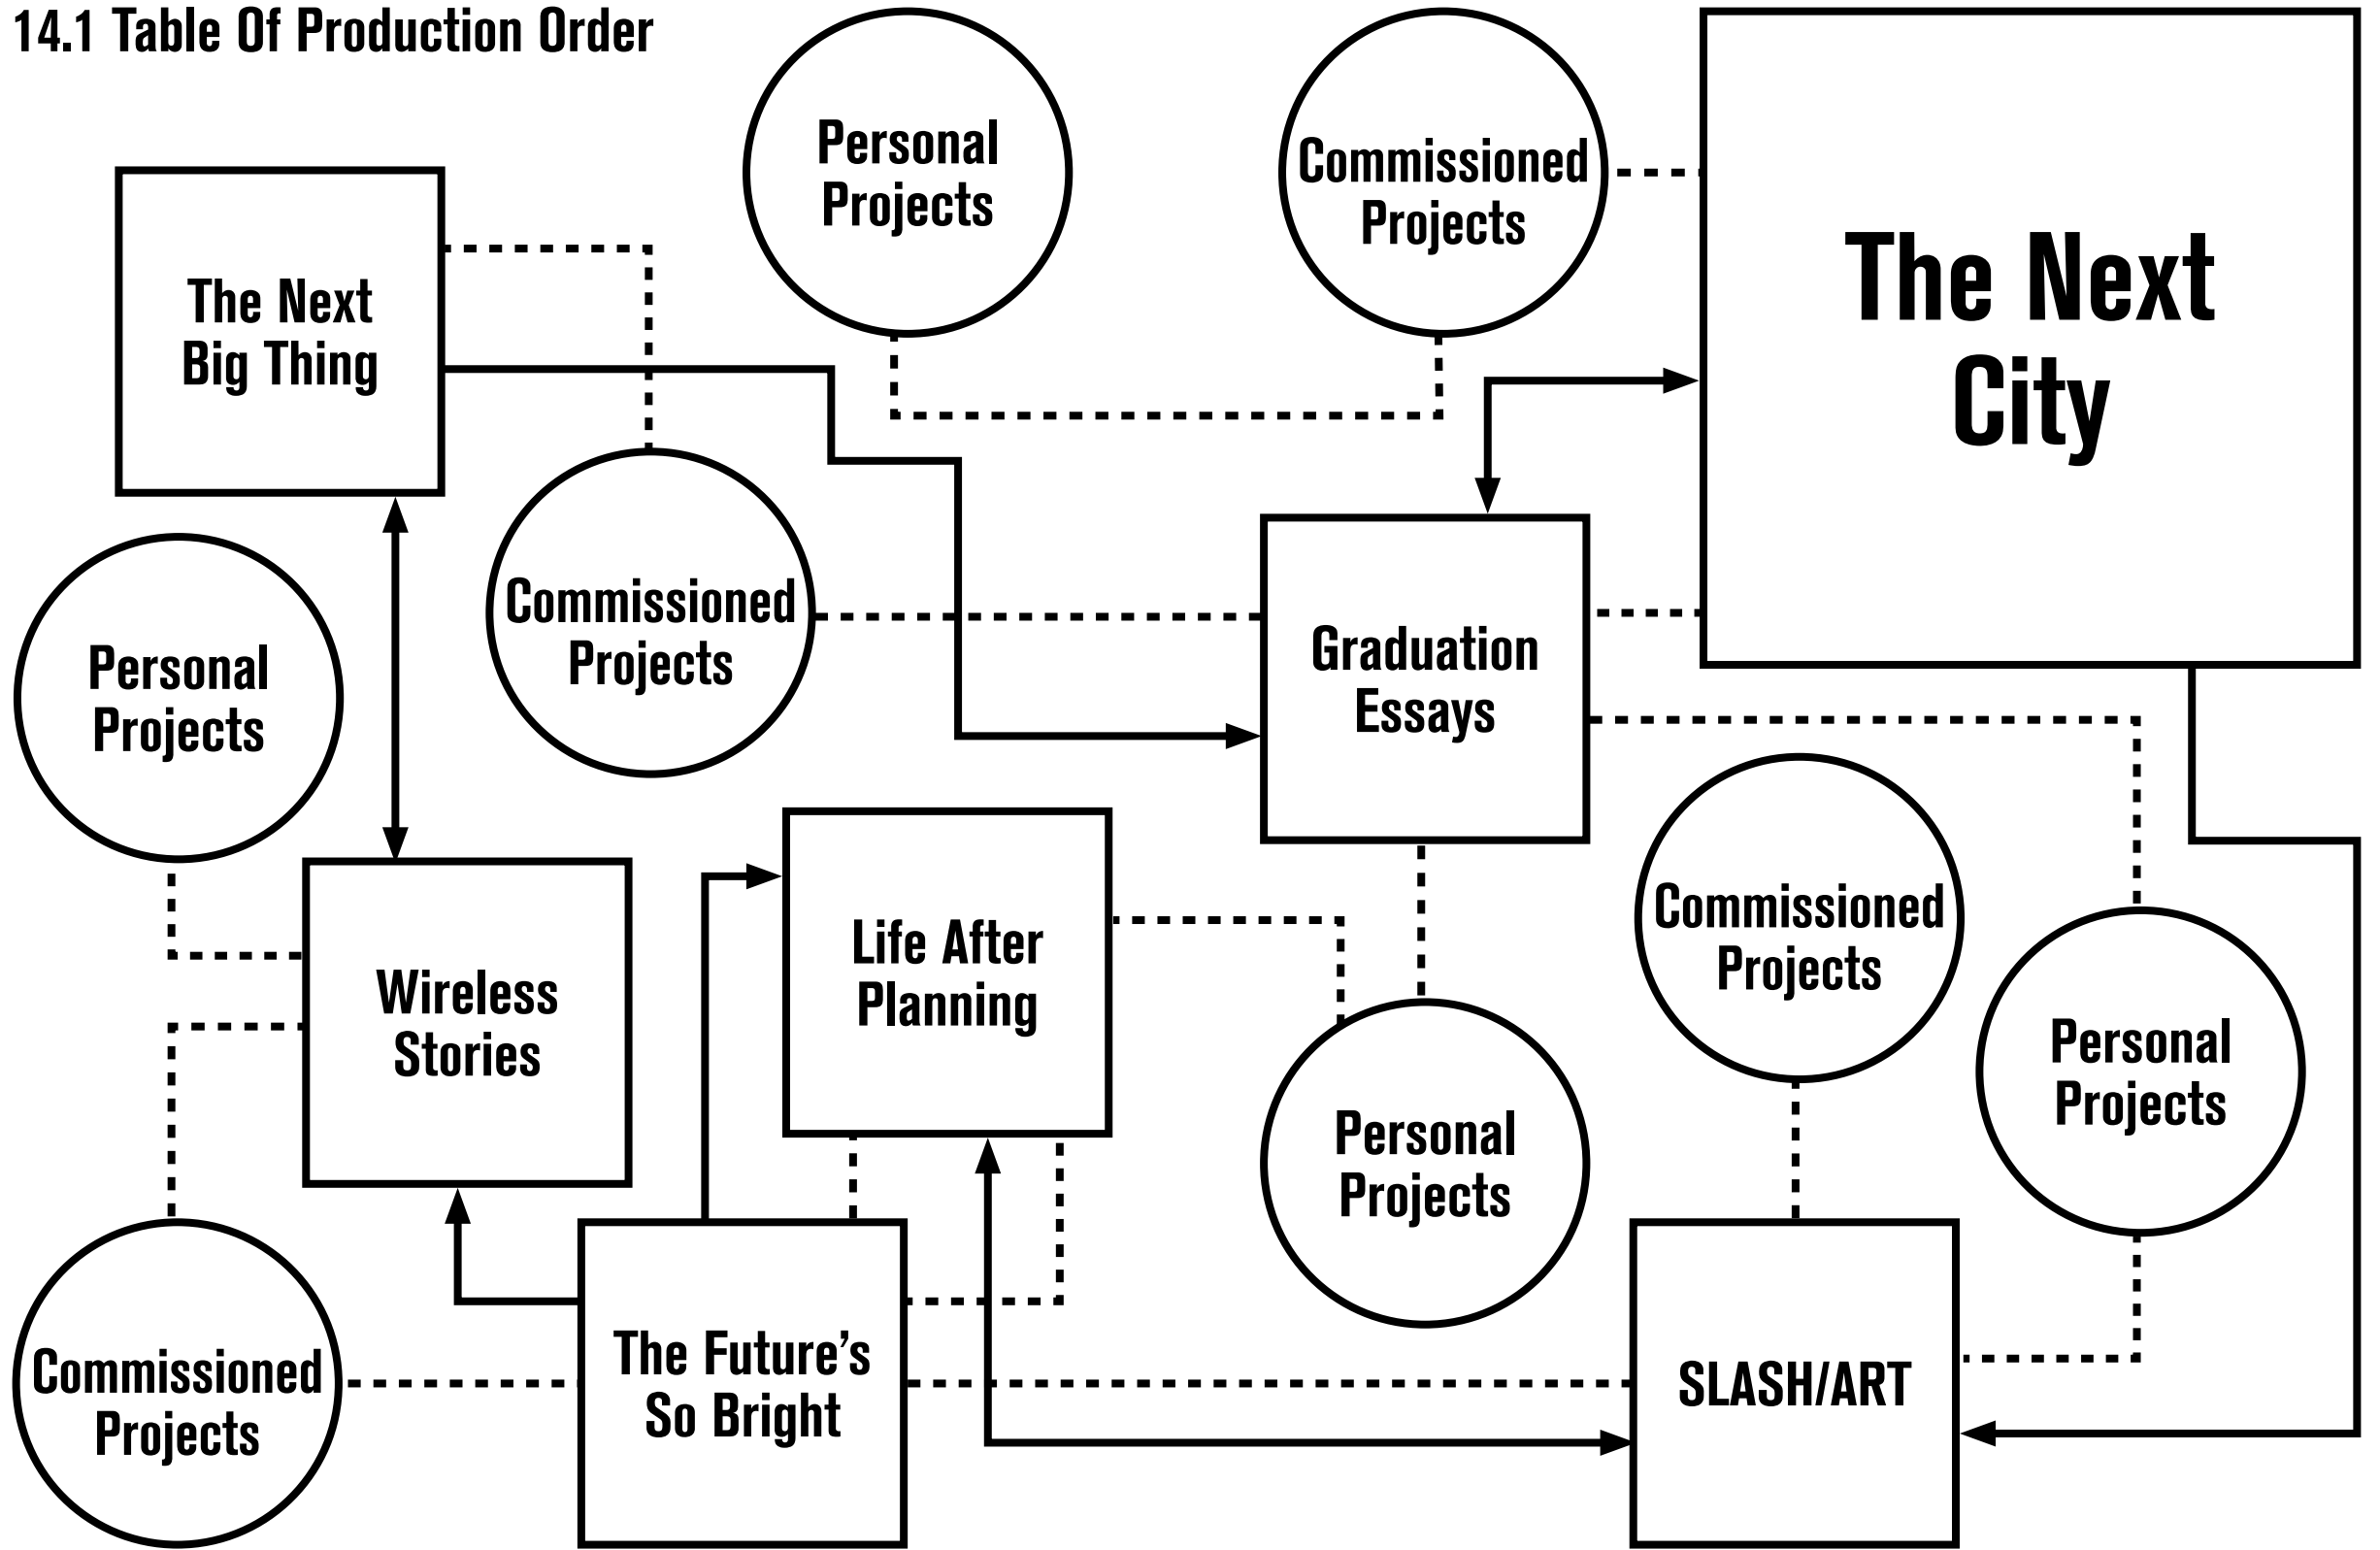 14.1 Table Of Production Order
Personal
Projects
Commissioned
Projects
The Next
City
The Next
Big Thing
Commissioned
Projects
Graduation
Essays
Personal
Projects
Life After
Planning
Commissioned
Projects
Wireless
Stories
Personal
Projects
Personal
Projects
The Future’s
So Bright
SLASH/ART
Commissioned
Projects